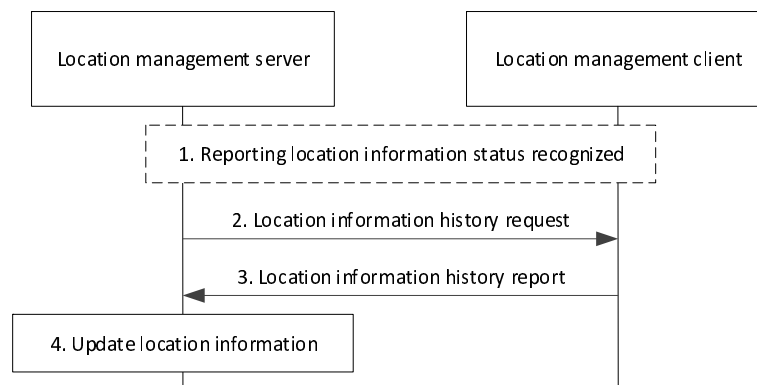 Location management server
Location management client
1. Reporting location information status recognized
2. Location information history request
3. Location information history report
4. Update location information